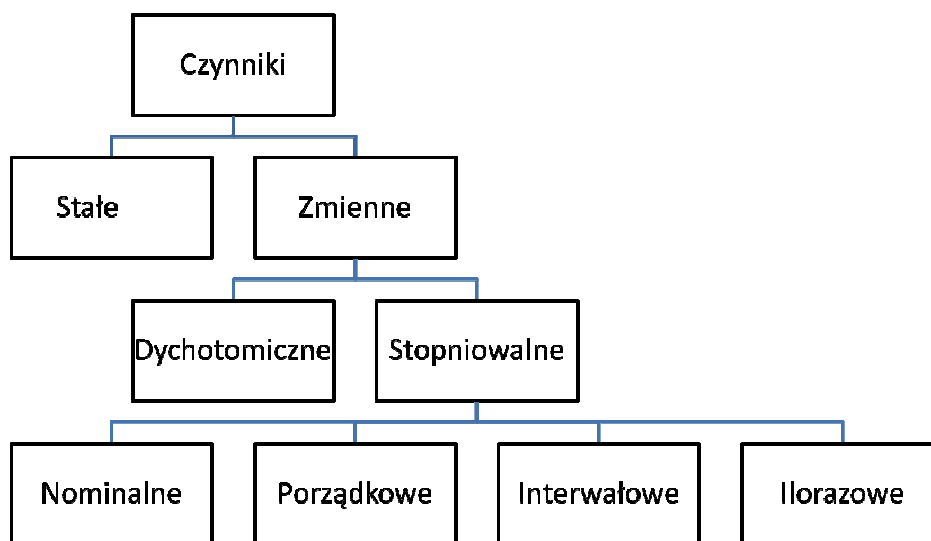 Czynniki
Stałe
Zmienne
Dychotomiczne
Stopniowalne
Nominalne
Porządkowe
Interwałowe
Ilorazowe